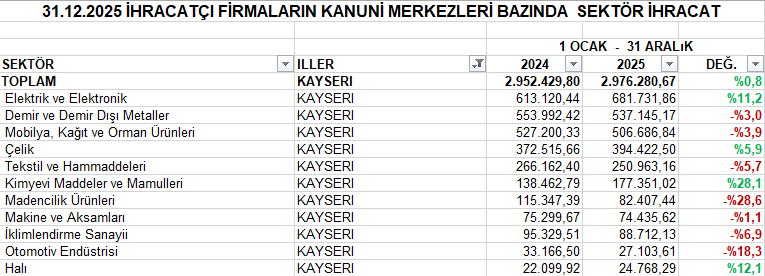 31.12.2025 İHRACATÇI FİRMALARIN KANUNİ MERKEZLERİ BAZINDA SEKTÖR İHRACAT
1 OCAK - 31 ARALıK
SEKTÖR ILLER 2024 2025 DEĞ.
TOPLAM KAYSERI 2.952.429,80 2.976.280,67 %0,8
Elektrik ve Elektronik KAYSERI 613.120,44 681.731,86 %11,2
Demir ve Demir Dışı Metaller KAYSERI 553.992,42 537.145,17 -%3,0
Mobilya, Kağıt ve Orman Ürünleri KAYSERI 527.200,33 506.686,84 -%3,9
Çelik KAYSERI 372.515,66 394.422,50 %5,9
Tekstil ve Hammaddeleri KAYSERI 266.162,40 250.963,16 -%5,7
Kimyevi Maddeler ve Mamulleri KAYSERI 138.462,79 177.351,02 %28,1
Madencilik Ürünleri KAYSERI 115.347,39 82.407,44 -%28,6
Makine ve Aksamları KAYSERI 75.299,67 74.435,62 -%1,1
İklimlendirme Sanayii KAYSERI 95.329,51 88.712,13 -%6,9
Otomotiv Endüstrisi KAYSERI 33.166,50 27.103,61 -%18,3
Halı KAYSERI 22.099,92 24.768,29 %12,1